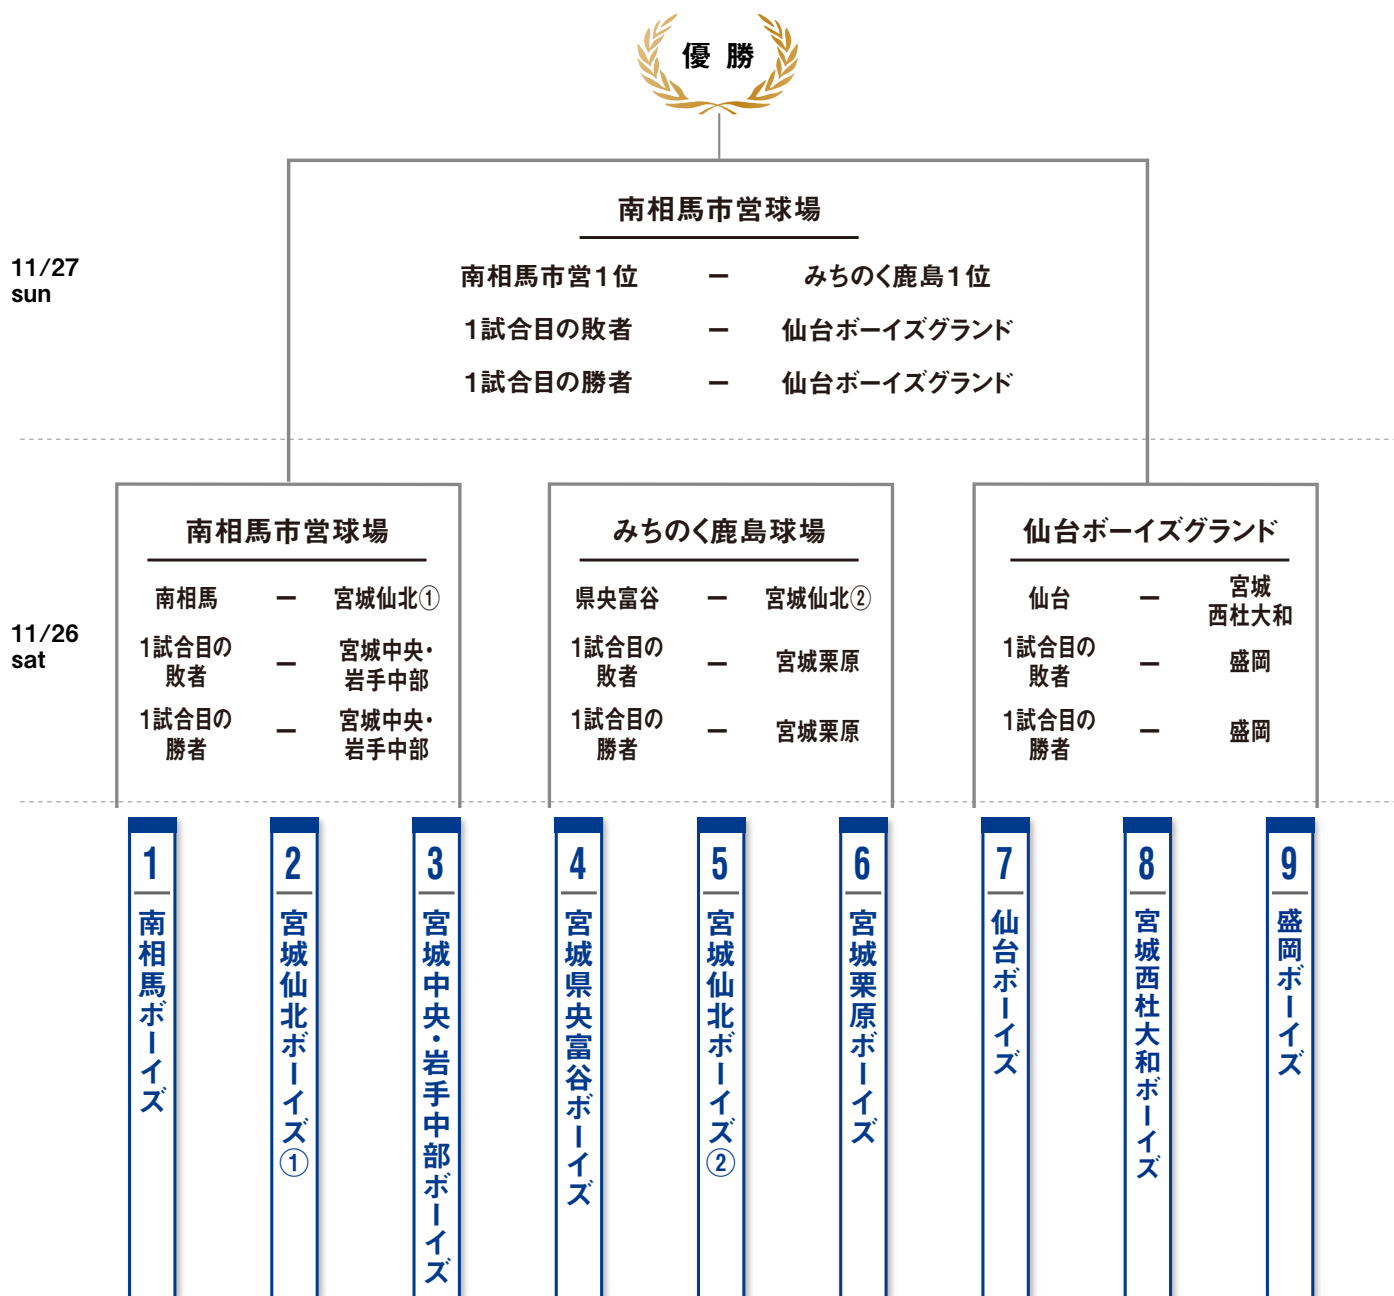 優 勝
11/27
sun
南相馬市営球場
南相馬市営1位 ー みちのく鹿島1位
1試合目の敗者 ー 仙台ボーイズグランド
1試合目の勝者 ー 仙台ボーイズグランド
11/26
sat
南相馬市営球場
南相馬 ー 宮城仙北①
1試合目の
敗者
ー
宮城中央・
岩手中部
1試合目の
勝者
ー
宮城中央・
岩手中部
みちのく鹿島球場
県央富谷 ー 宮城仙北②
1試合目の
敗者
ー
宮城栗原
1試合目の
勝者
ー
宮城栗原
仙台ボーイズグランド
仙台
ー
宮城
西杜大和
1試合目の
敗者
ー
盛岡
1試合目の
勝者
ー
盛岡
1
南相馬ボーイズ
2
宮城仙北ボーイズ①
3
宮城中央・岩手中部ボーイズ
4
宮城県央富谷ボーイズ
5
宮城仙北ボーイズ②
6
宮城栗原ボーイズ
7
仙台ボーイズ
8
宮城西杜大和ボーイズ
9
盛岡ボーイズ